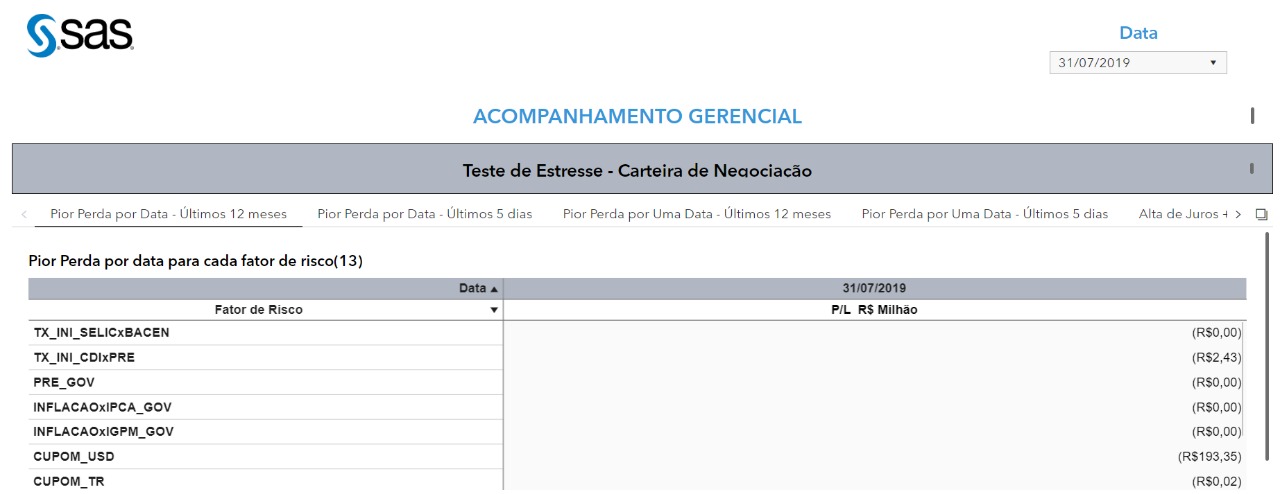 sas
Data
31/07/2019
ACOMPANHAMENTO GERENCIAL
Teste de Estresse - Carteira de Negociação
Pior Perda por Data - Últimos 12 meses Pior Perda por Data - Últimos 5 dias Pior Perda por Uma Data - Últimos 12 meses Pior Perda por Uma Data - Últimos 5 dias Alta de Juros +
Pior Perda por data para cada fator de risco(13)
Data 31/07/2019
Fator de Risco P/L R$ Milhão
TX_INI_SELICxBACEN (R$0,00)
TX_INI_CDIxPRE (R$2,43)
PRE_GOV (R$0,00)
INFLACAOxIPCA_GOV (R$0,00)
INFLACAOxIGPM_GOV (R$0,00)
CUPOM_USD (R$193,35)
CUPOM_TR (R$0,02)